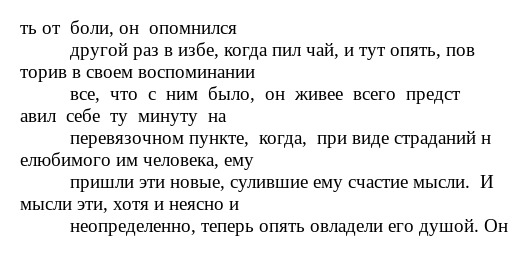 ть от боли, он опомнился
другой раз в избе, когда пил чай, и тут опять, пов
торив в своем воспоминании
все, что с ним было, он живее всего предст
авил себе ту минуту на
перевязочном пункте, когда, при виде страданий н
елюбимого им человека, ему
пришли эти новые, сулившие ему счастие мысли. И
мысли эти, хотя и неясно и
неопределенно, теперь опять овладели его душой. Он